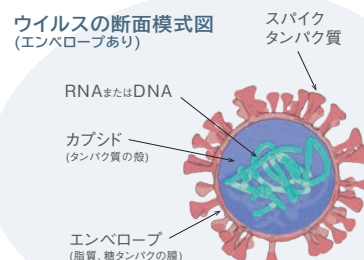 ウイルスの断面模式図
(エンベロープあり)
スパイク
タンパク質
RNAまたはDNA
カプシド
(タンパク質の殻)
エンベロープ
(脂質、糖タンパクの膜)